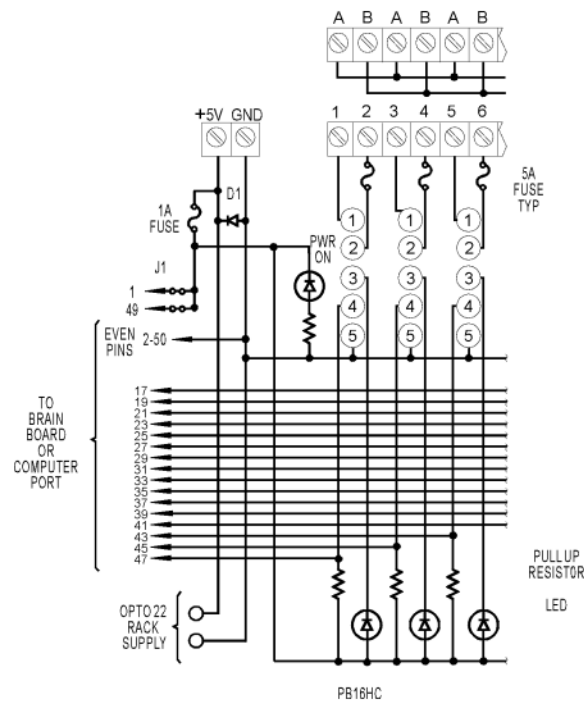 A B A B A B
+5V GND
1 2 3 4 5 6
D1
1A
FUSE
5A
FUSE
TYP
PWR
ON
1 1 1
2 2 2
3 3 3
4 4 4
5 5 5
J1
1
49
EVEN
PINS 2-50
TO
BRAIN
BOARD
OR
COMPUTER
PORT
17
19
21
23
25
27
29
31
33
35
37
39
41
43
45
47
PULL UP
RESISTOR
LED
OPTO 22
RACK
SUPPLY
PB16HC